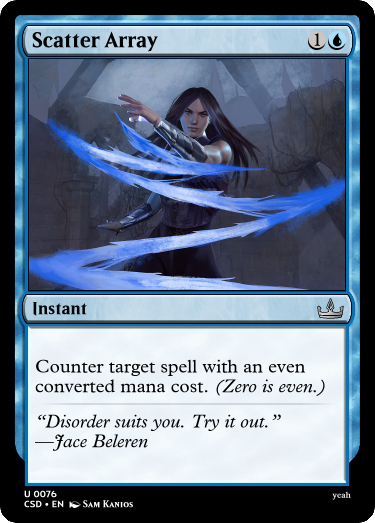 Scatter Array 1
Instant
Counter target spell with an even
converted mana cost. (Zero is even.)
“Disorder suits you. Try it out.”
—Jace Beleren
U 0076
CSD • EN Sam Kanios
yeah